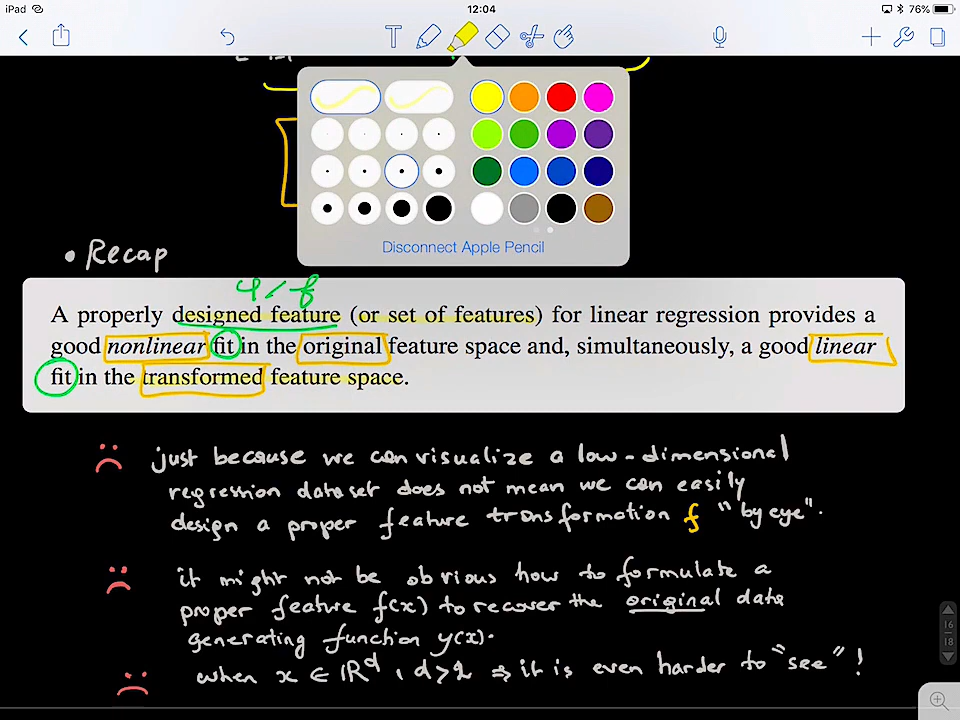 iPad
12:04
76%
T
Disconnect Apple Pencil
• Recap
φ / f
A properly designed feature (or set of features) for linear regression provides a
good nonlinear fit in the original feature space and, simultaneously, a good linear
fit in the transformed feature space.
just because we can visualize a low-dimensional
regression dataset does not mean we can easily
design a proper feature transformation f "by eye".
it might not be obvious how to formulate a
proper feature f(x) to recover the original data
generating function y(x).
when x ∈ ℝᵈ, d>2 ⇒ it is even harder to "see" !
16
18